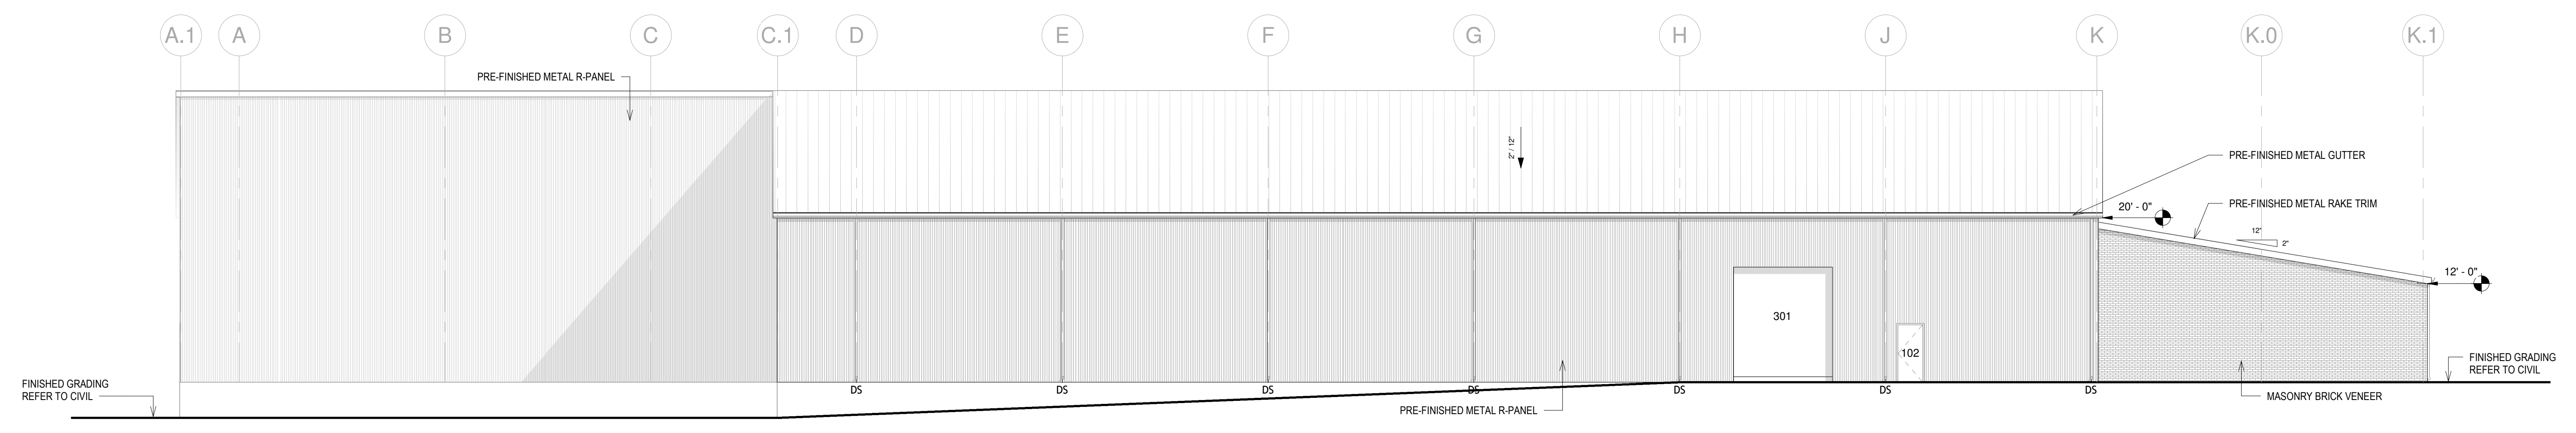 A.1
A
B
C
C.1
D
E
F
G
H
J
K
K.0
K.1
PRE-FINISHED METAL R-PANEL
2" / 12"
PRE-FINISHED METAL GUTTER
20' - 0"
PRE-FINISHED METAL RAKE TRIM
12"
2"
12' - 0"
301
102
FINISHED GRADING
REFER TO CIVIL
FINISHED GRADING
REFER TO CIVIL
DS
DS
DS
DS
DS
DS
DS
MASONRY BRICK VENEER
PRE-FINISHED METAL R-PANEL